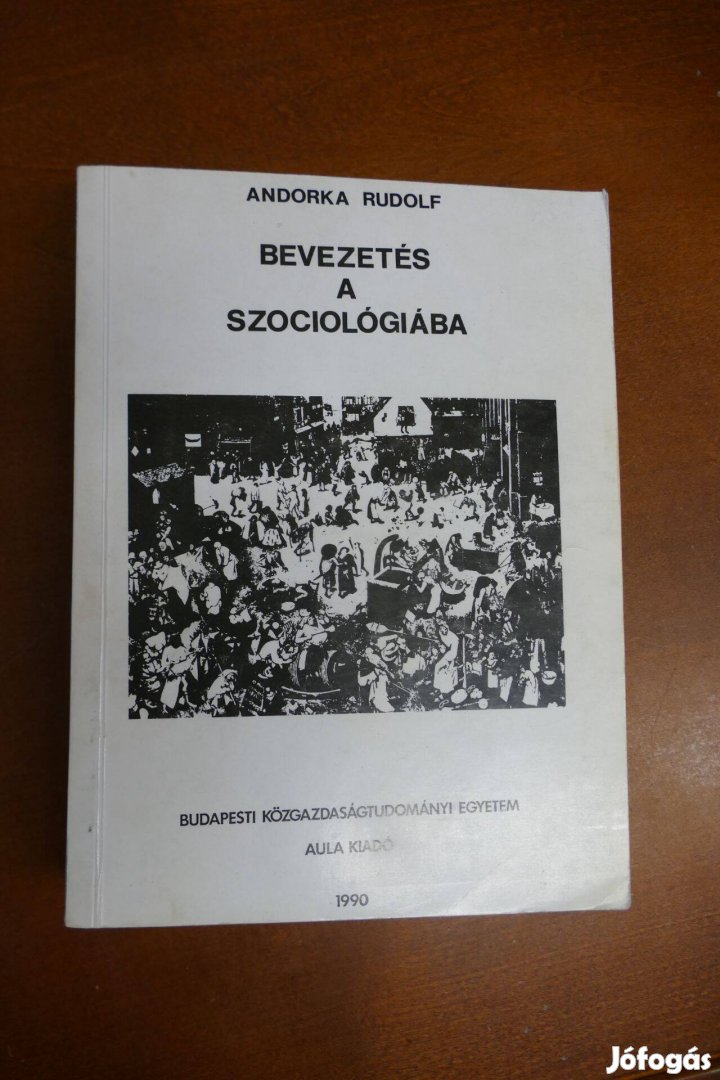 ANDORKA RUDOLF
BEVEZETÉS
A
SZOCIOLÓGIÁBA
BUDAPESTI KÖZGAZDASÁGTUDOMÁNYI EGYETEM
AULA KIADÓ
1990
Jófogás